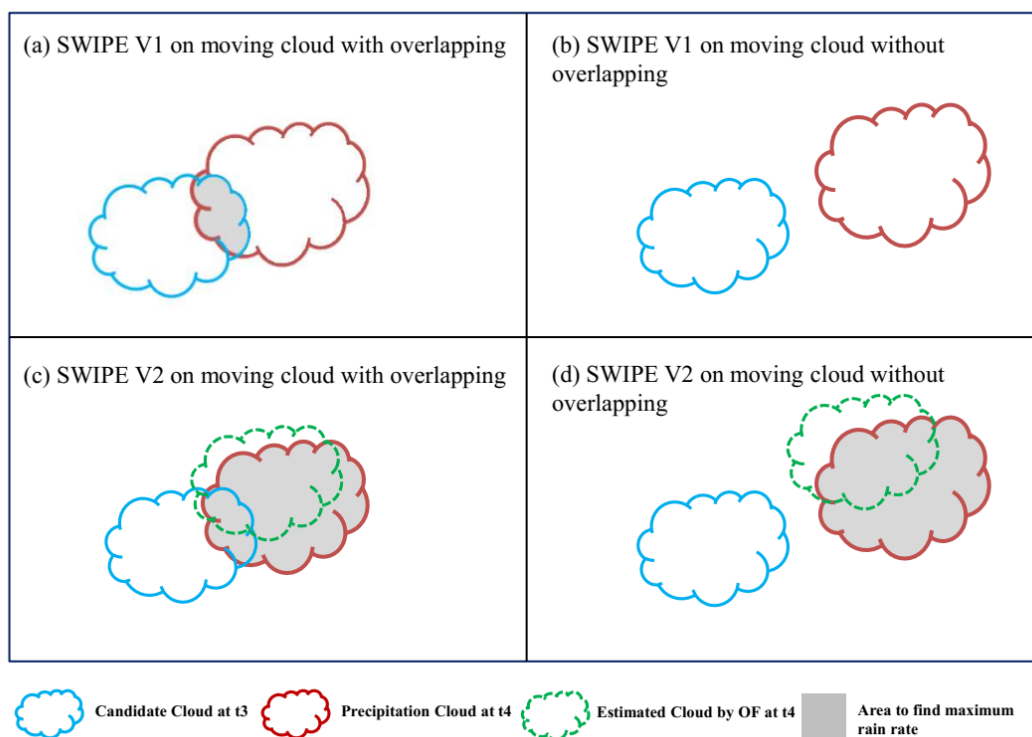 (a) SWIPE V1 on moving cloud with overlapping
(b) SWIPE V1 on moving cloud without
overlapping
(c) SWIPE V2 on moving cloud with overlapping
(d) SWIPE V2 on moving cloud without
overlapping
Candidate Cloud at t3
Precipitation Cloud at t4
Estimated Cloud by OF at t4
Area to find maximum
rain rate